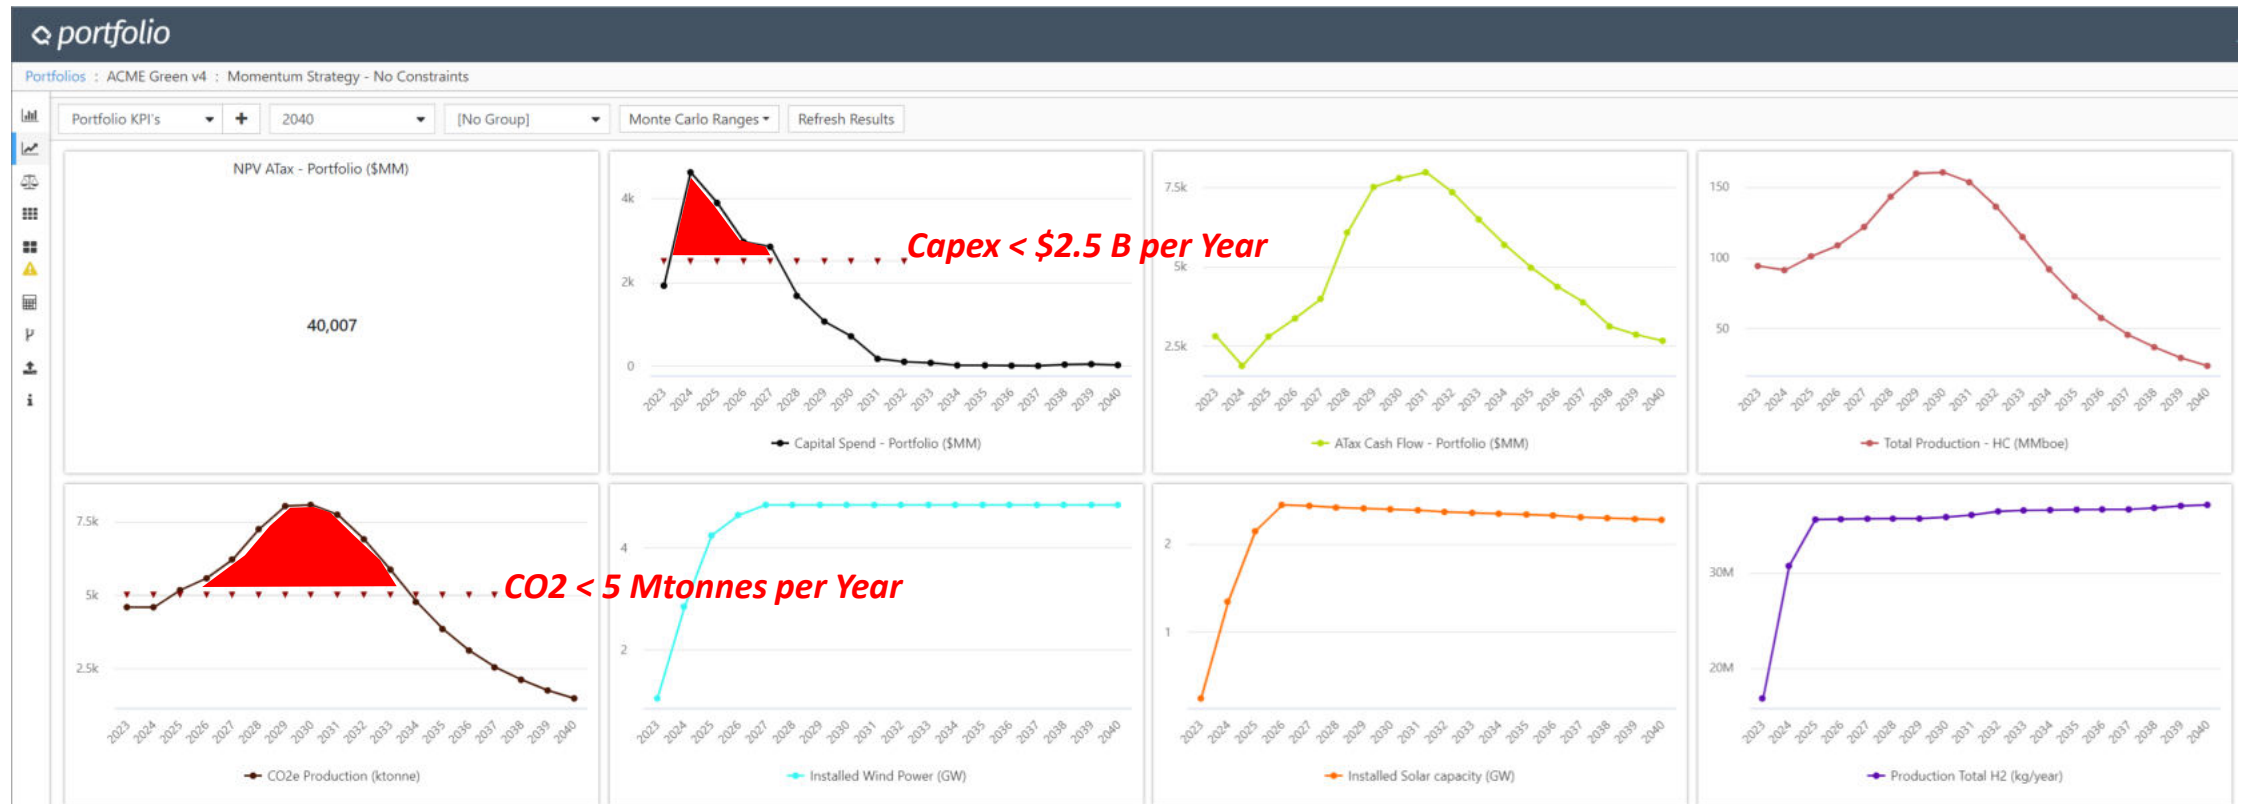 portfolio
Portfolios : ACME Green v4 : Momentum Strategy - No Constraints
Portfolio KPI's
2040
[No Group]
Monte Carlo Ranges
Refresh Results
NPV ATax - Portfolio ($MM)
40,007
4k
2k
0
Capex < $2.5 B per Year
2023 2024 2025 2026 2027 2028 2029 2030 2031 2032 2033 2034 2035 2036 2037 2038 2039 2040
Capital Spend - Portfolio ($MM)
7.5k
5k
2.5k
2023 2024 2025 2026 2027 2028 2029 2030 2031 2032 2033 2034 2035 2036 2037 2038 2039 2040
ATax Cash Flow - Portfolio ($MM)
150
100
50
2023 2024 2025 2026 2027 2028 2029 2030 2031 2032 2033 2034 2035 2036 2037 2038 2039 2040
Total Production - HC (MMboe)
7.5k
5k
2.5k
CO2 < 5 Mtonnes per Year
2023 2024 2025 2026 2027 2028 2029 2030 2031 2032 2033 2034 2035 2036 2037 2038 2039 2040
CO2e Production (ktonne)
4
2
2023 2024 2025 2026 2027 2028 2029 2030 2031 2032 2033 2034 2035 2036 2037 2038 2039 2040
Installed Wind Power (GW)
2
1
2023 2024 2025 2026 2027 2028 2029 2030 2031 2032 2033 2034 2035 2036 2037 2038 2039 2040
Installed Solar capacity (GW)
30M
20M
2023 2024 2025 2026 2027 2028 2029 2030 2031 2032 2033 2034 2035 2036 2037 2038 2039 2040
Production Total H2 (kg/year)